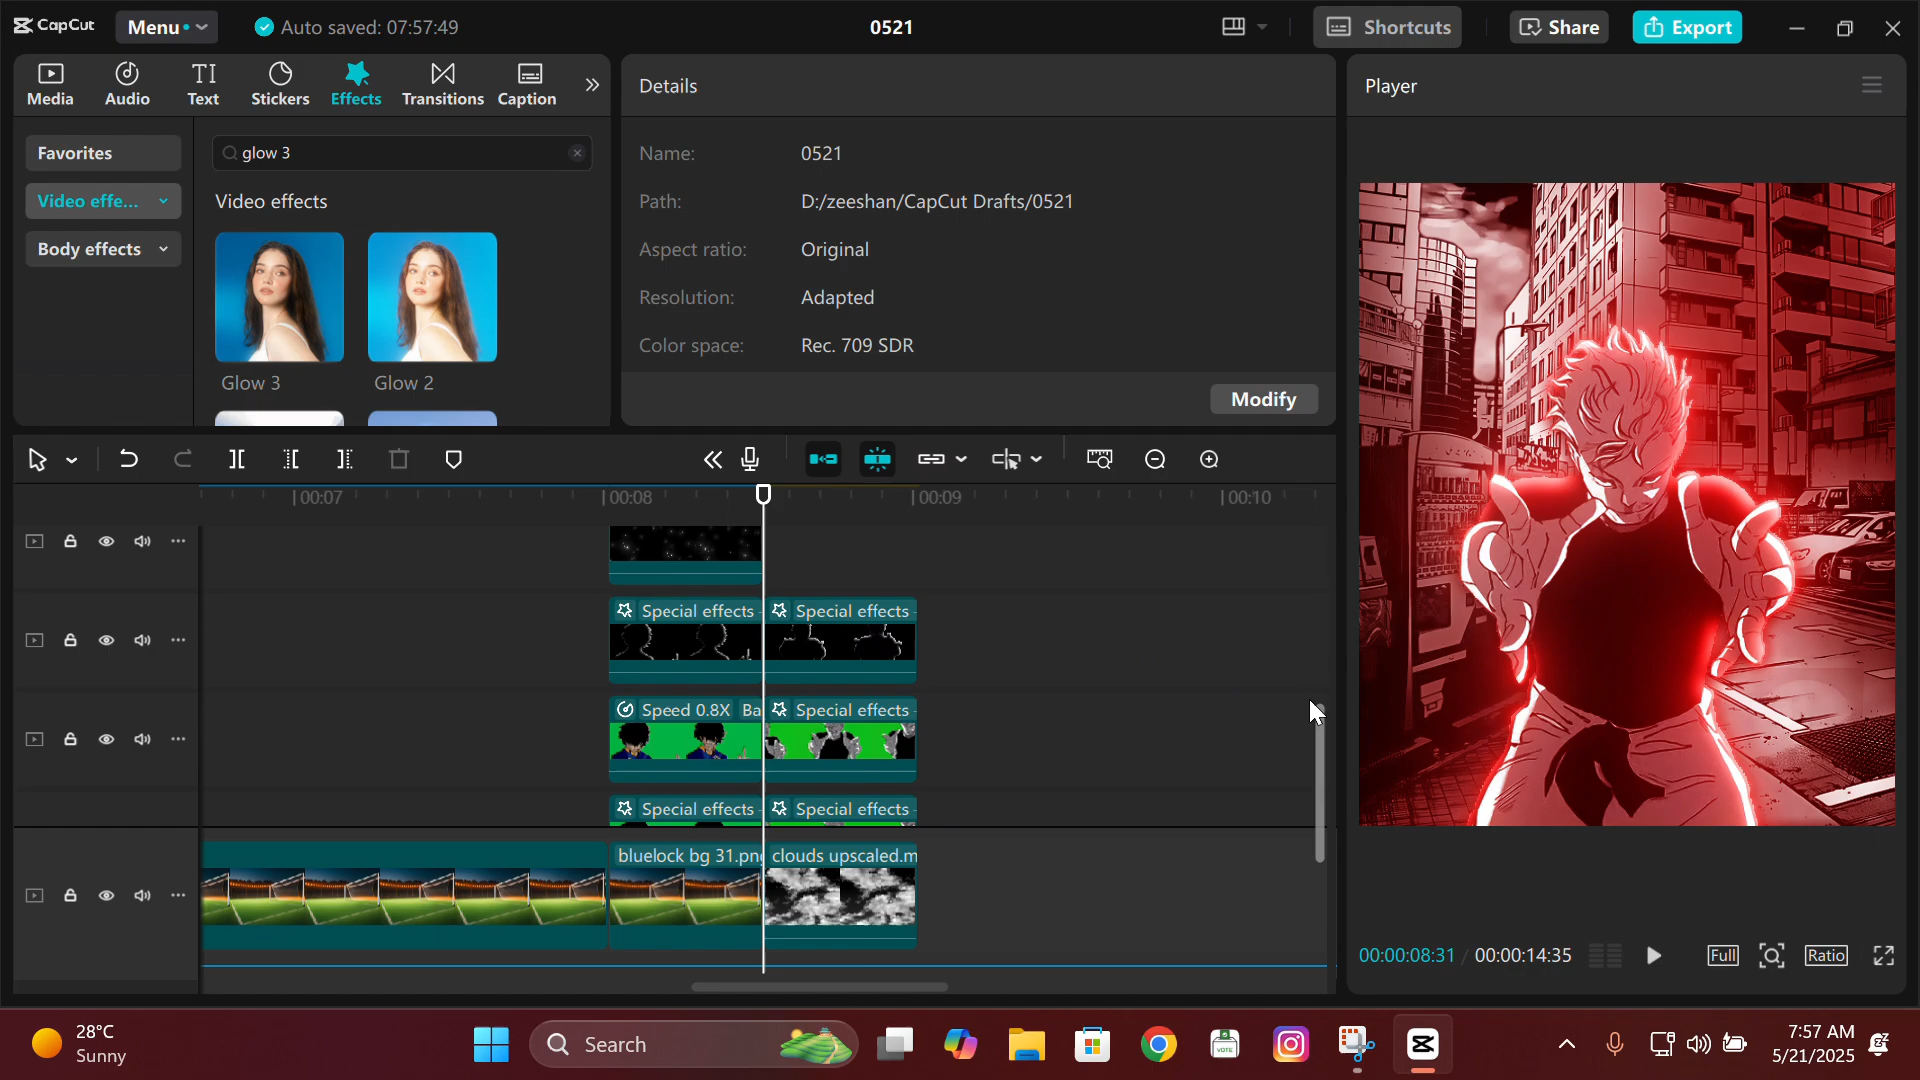 CapCut
Menu
Auto saved: 07:57:49
0521
Shortcuts
Share
Export
Media
Audio
TI
Text
Stickers
Effects
Transitions
Caption
Details
Player
Favorites
Video effe...
Body effects
glow 3
Video effects
Glow 3
Glow 2
Name:
0521
Path:
D:/zeeshan/CapCut Drafts/0521
Aspect ratio:
Original
Resolution:
Adapted
Color space:
Rec. 709 SDR
Modify
00:07
00:08
00:09
00:10
Special effects -
Special effects -
Speed 0.8X
Ba
Special effects -
Special effects -
Special effects -
bluelock bg 31.png
clouds upscaled.m
00:00:08:31 / 00:00:14:35
Full
Ratio
28°C
Sunny
Search
VOTE
7:57 AM
5/21/2025